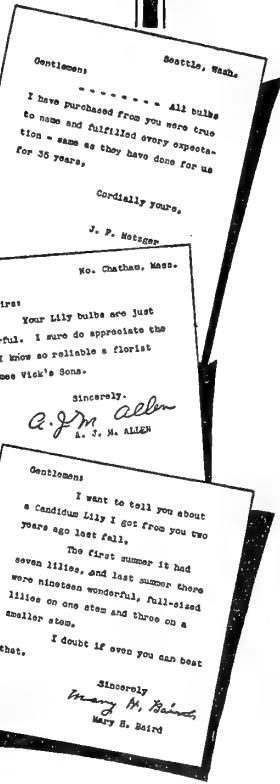 Seattle, Wash.
Gentlemen:
- - - - - - - - All bulbs
I have purchased from you were true
to name and fulfilled every expecta-
tion - same as they have done for us
for 35 years.
Cordially yours,
J. P. Metzger
No. Chatham, Mass.
irs:
Your Lily bulbs are just
rful. I sure do appreciate the
I know so reliable a florist
mes Vick's Sons.
Sincerely.
A. J. M. Allen
A. J. M. ALLEN
Gentlemen:
I want to tell you about
a Candidum Lily I got from you two
years ago last fall.
The first summer it had
seven lilies, and last summer there
were nineteen wonderful, full-sized
lilies on one stem and three on a
smaller stem.
I doubt if even you can beat
that.
Sincerely
Mary H. Baird
Mary H. Baird